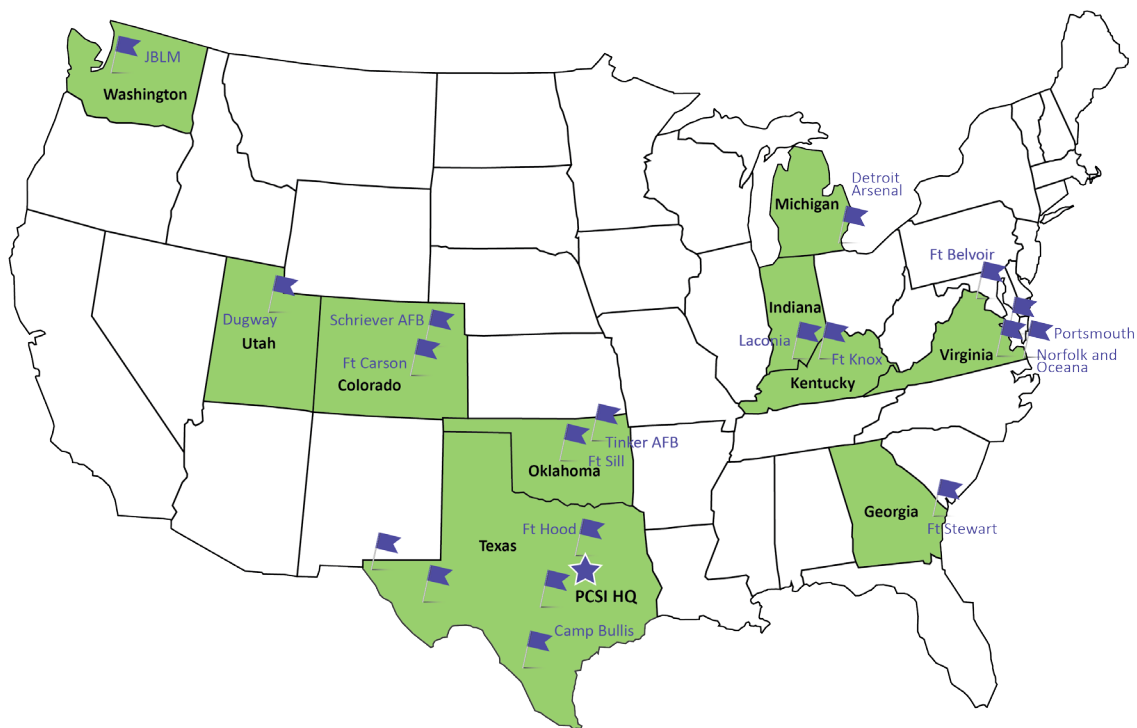 JBLM
Washington
Detroit
Arsenal
Michigan
Ft Belvoir
Indiana
Dugway
Utah
Schriever AFB
Ft Carson
Colorado
Laconia
Ft Knox
Kentucky
Virginia
Portsmouth
Norfolk and
Oceana
Tinker AFB
Ft Sill
Oklahoma
Georgia
Ft Stewart
Ft Hood
Texas
PCSI HQ
Camp Bullis